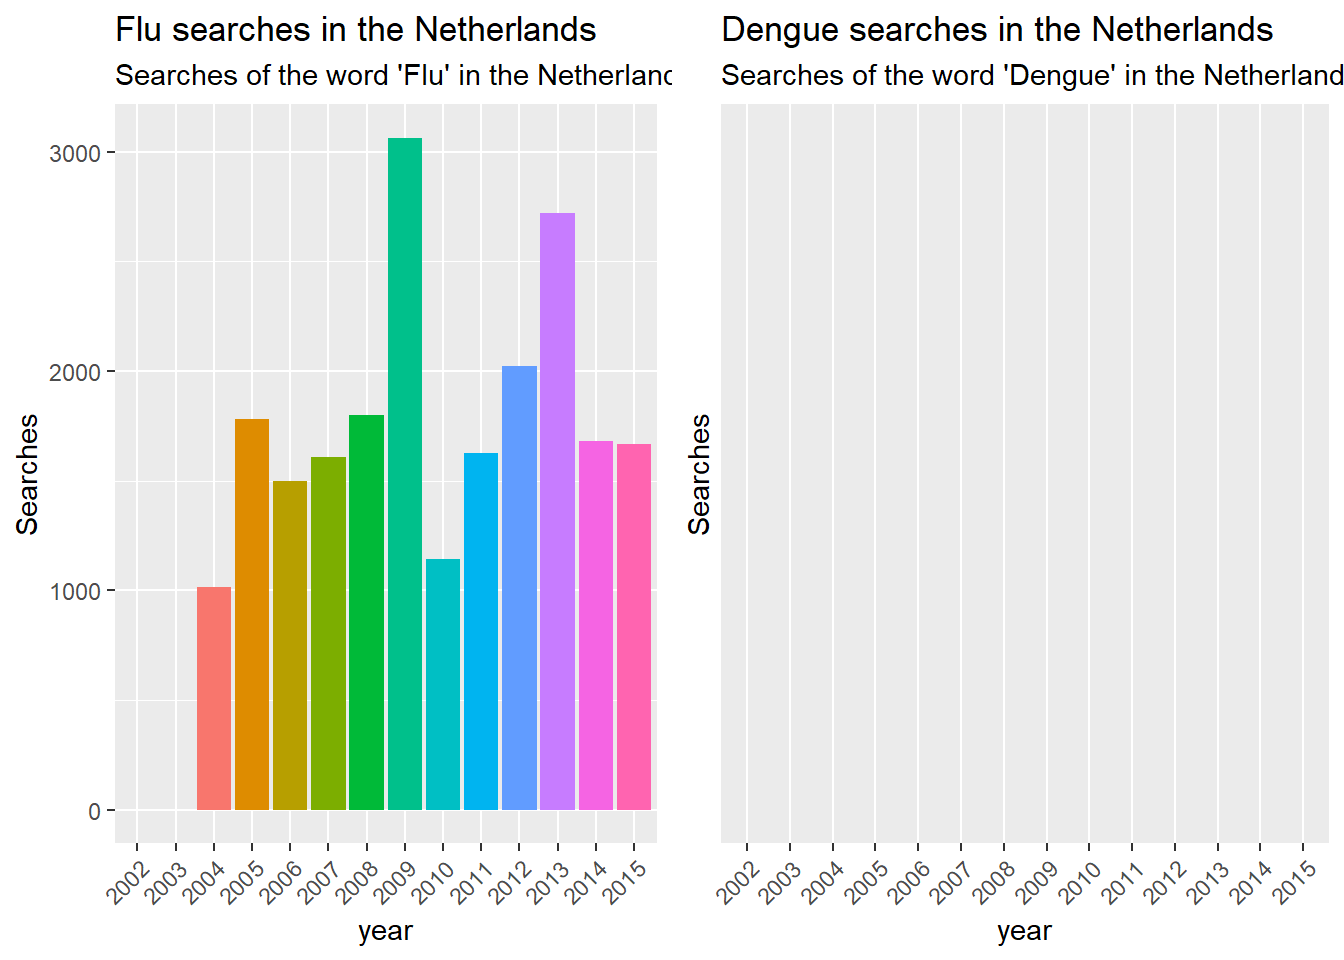 Flu searches in the Netherlands
Searches of the word 'Flu' in the Netherlanc
Searches
3000
2000
1000
0
2002 2003 2004 2005 2006 2007 2008 2009 2010 2011 2012 2013 2014 2015
year
Dengue searches in the Netherlands
Searches of the word 'Dengue' in the Netherland
Searches
2002 2003 2004 2005 2006 2007 2008 2009 2010 2011 2012 2013 2014 2015
year